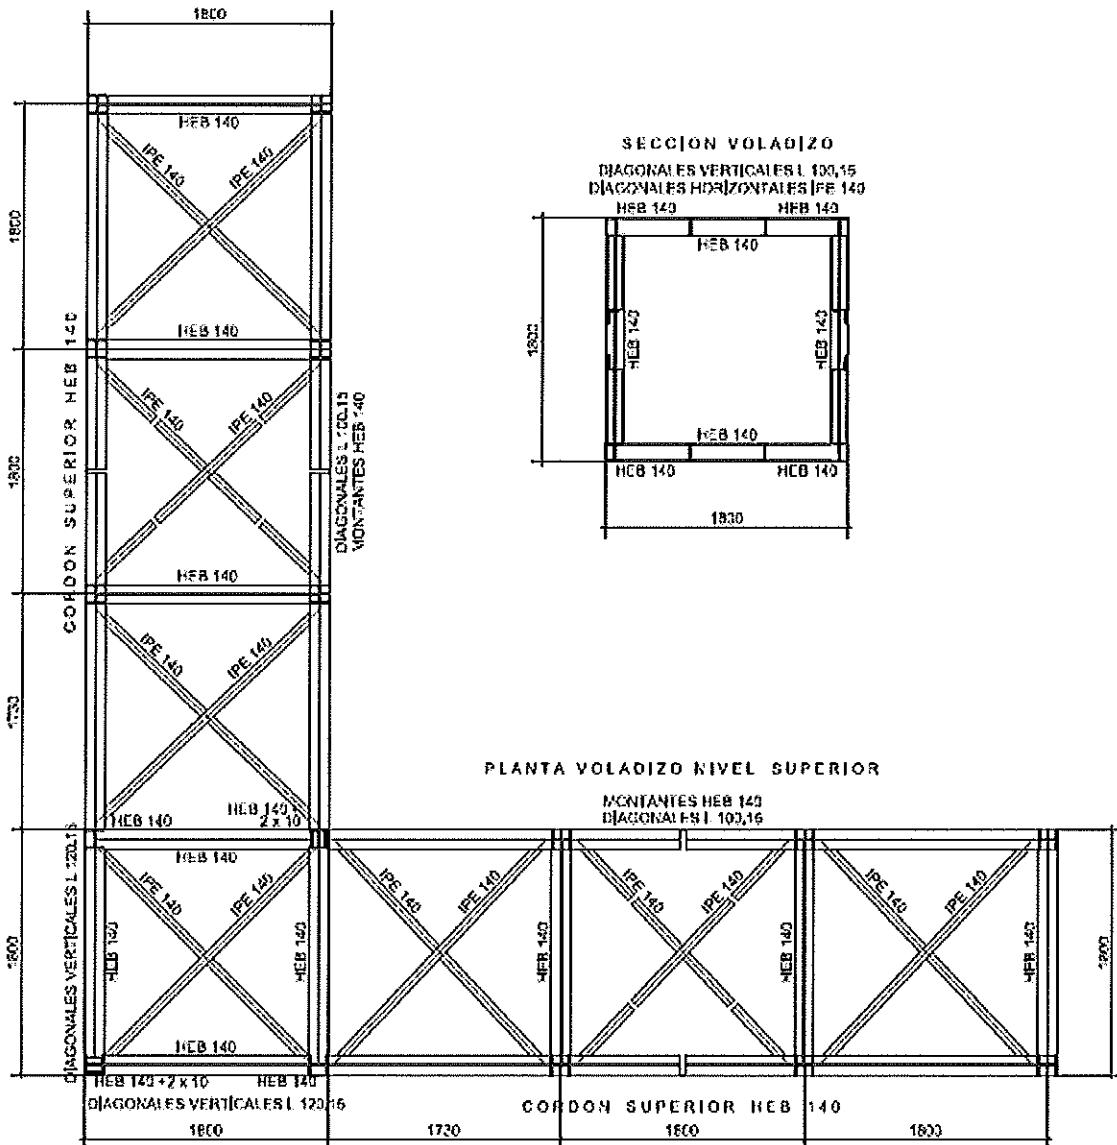 1800
HEB 140
IPE 140
IPE 140
1800
HEB 140
CORDON SUPERIOR HEB 140
IPE 140
IPE 140
1800
DIAGONALES L 100,15
MONTANTES HEB 140
HEB 140
IPE 140
IPE 140
1730
HEB 140
HEB 140 +
2 x 10
HEB 140
IPE 140
IPE 140
HEB 140
HEB 140
1800
DIAGONALES VERTICALES L 120,15
HEB 140
HEB 140 +2 x 10
HEB 140
DIAGONALES VERTICALES L 120,15
1800
SECCION VOLADIZO
DIAGONALES VERTICALES L 100,15
DIAGONALES HORIZONTALES IPE 140
HEB 140
HEB 140
HEB 140
1800
HEB 140
HEB 140
HEB 140
HEB 140
HEB 140
1800
PLANTA VOLADIZO NIVEL SUPERIOR
MONTANTES HEB 140
DIAGONALES L 100,15
IPE 140
IPE 140
HEB 140
IPE 140
IPE 140
HEB 140
IPE 140
IPE 140
HEB 140
1800
CORDON SUPERIOR HEB 140
1730
1800
1800